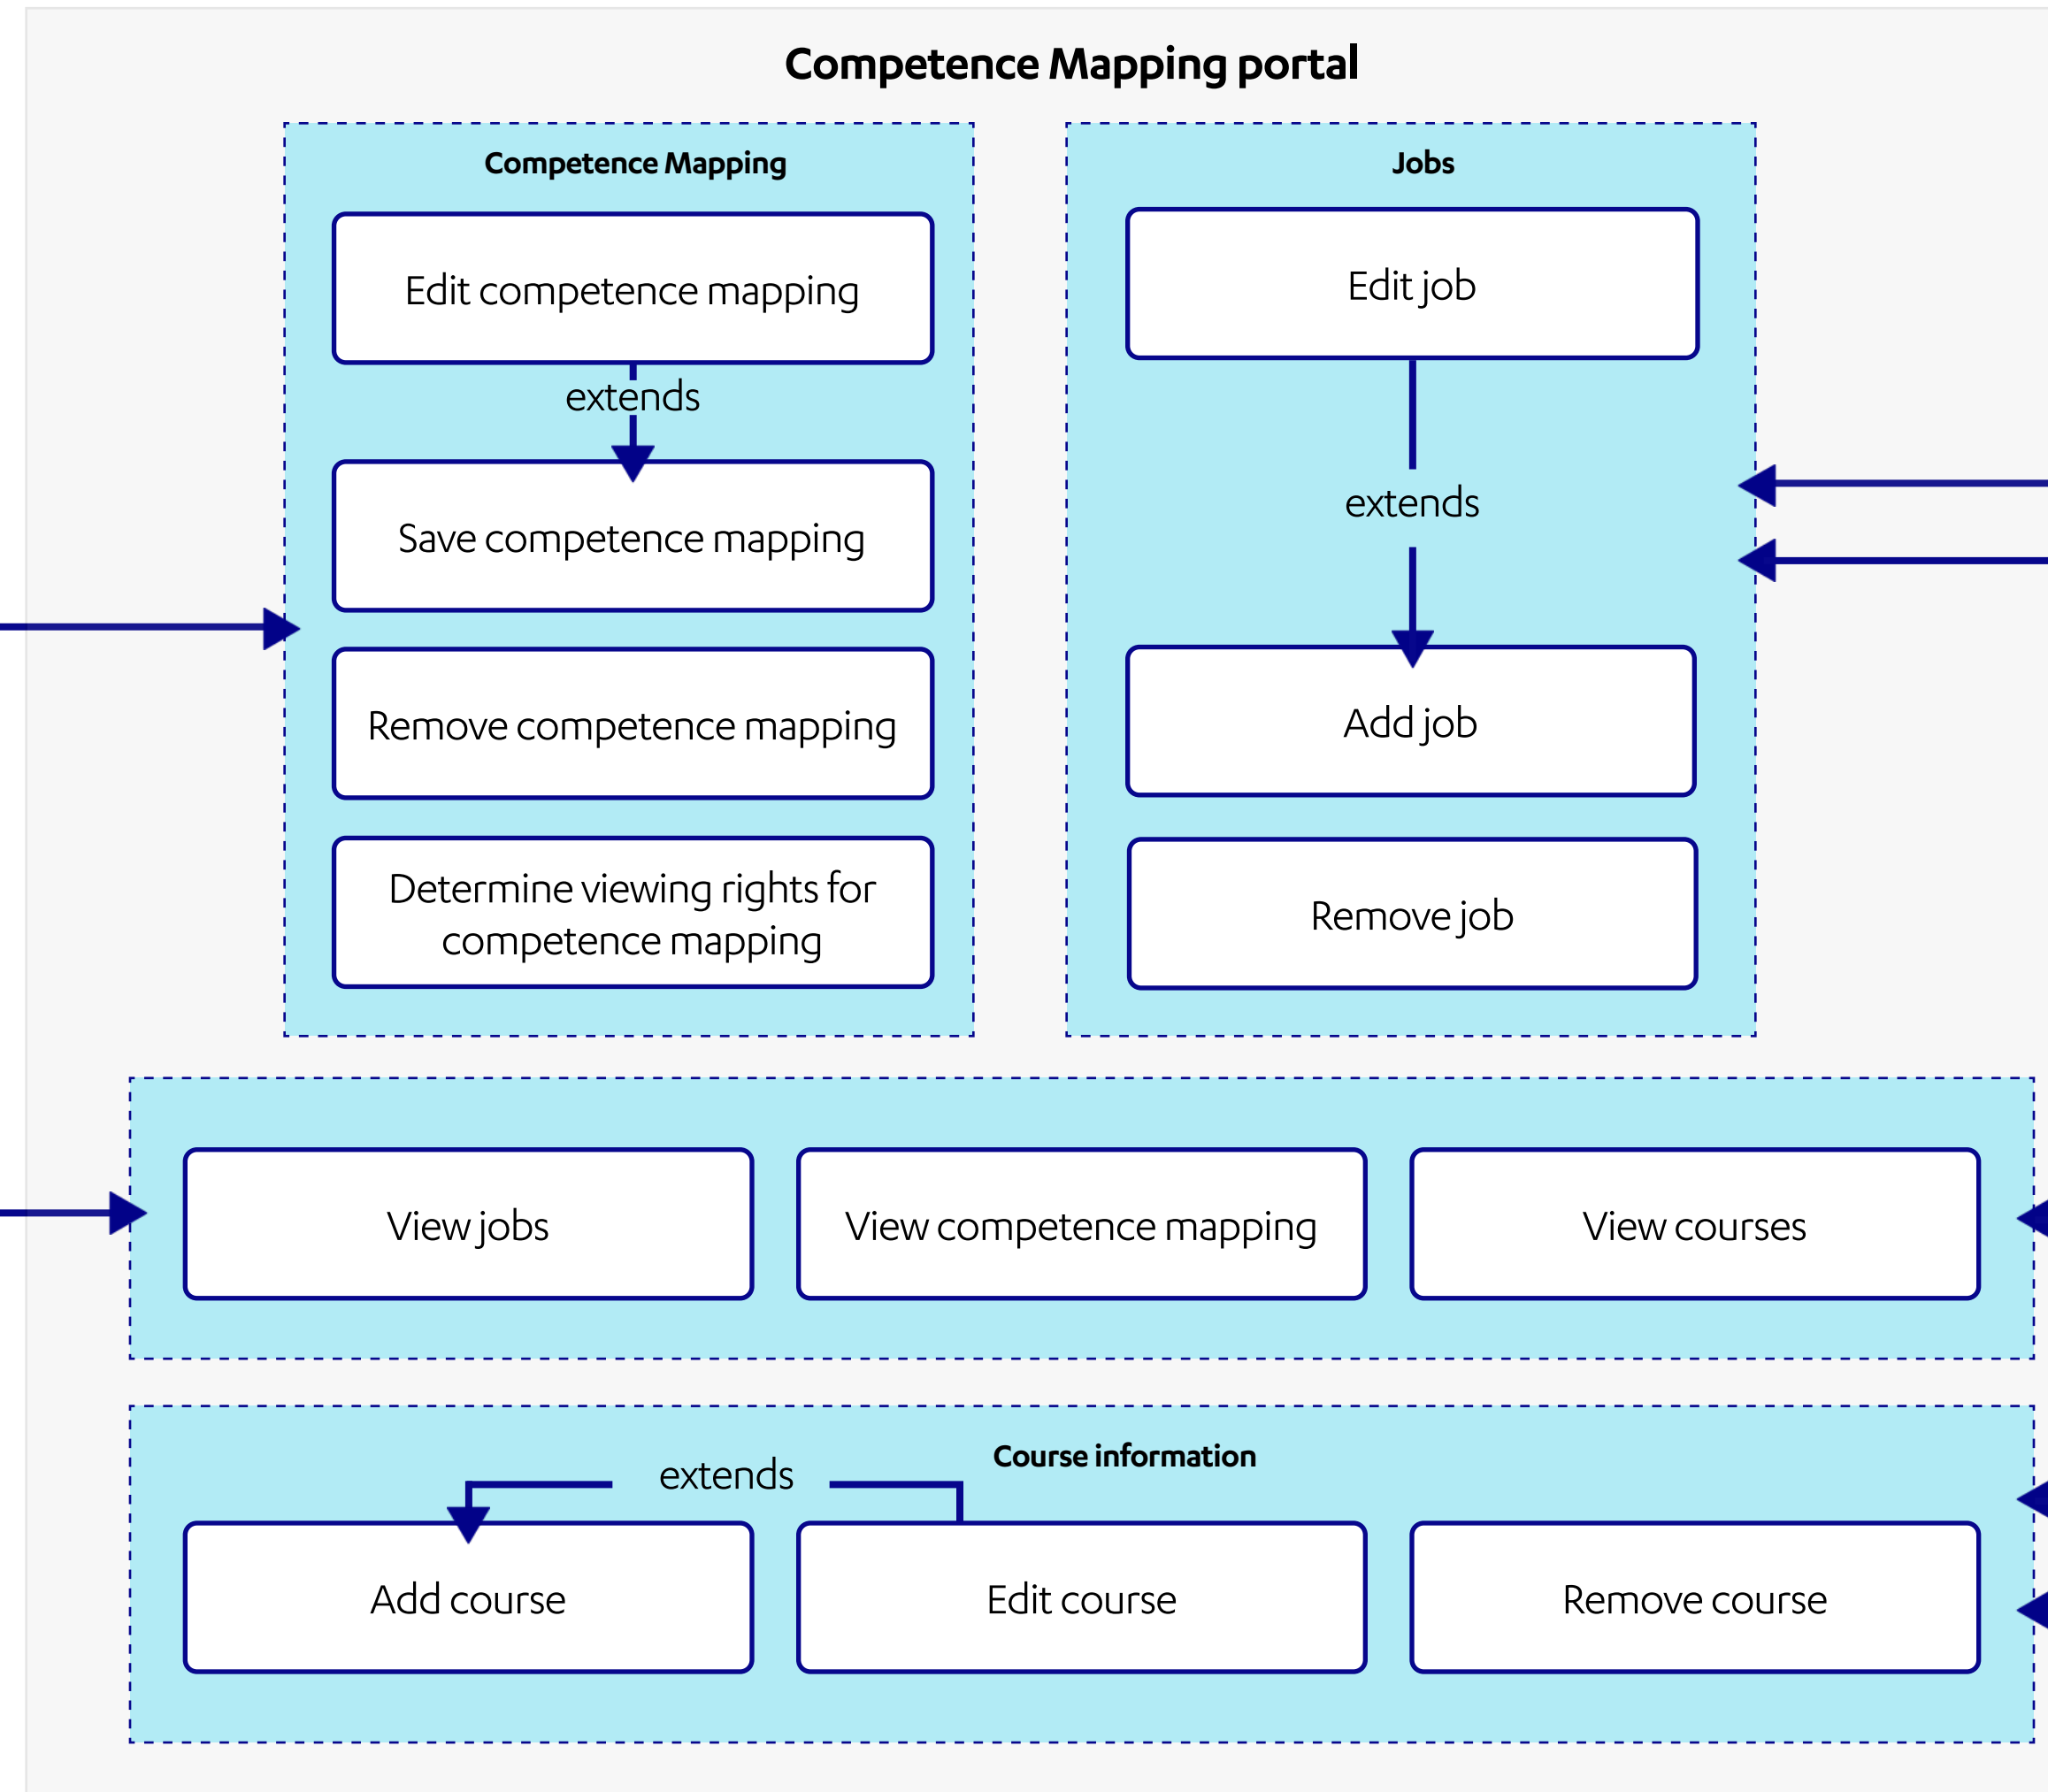 Competence Mapping portal
Competence Mapping
Edit competence mapping
extends
Save competence mapping
Remove competence mapping
Determine viewing rights for
competence mapping
Jobs
Edit job
extends
Add job
Remove job
View jobs
View competence mapping
View courses
Course information
extends
Add course
Edit course
Remove course